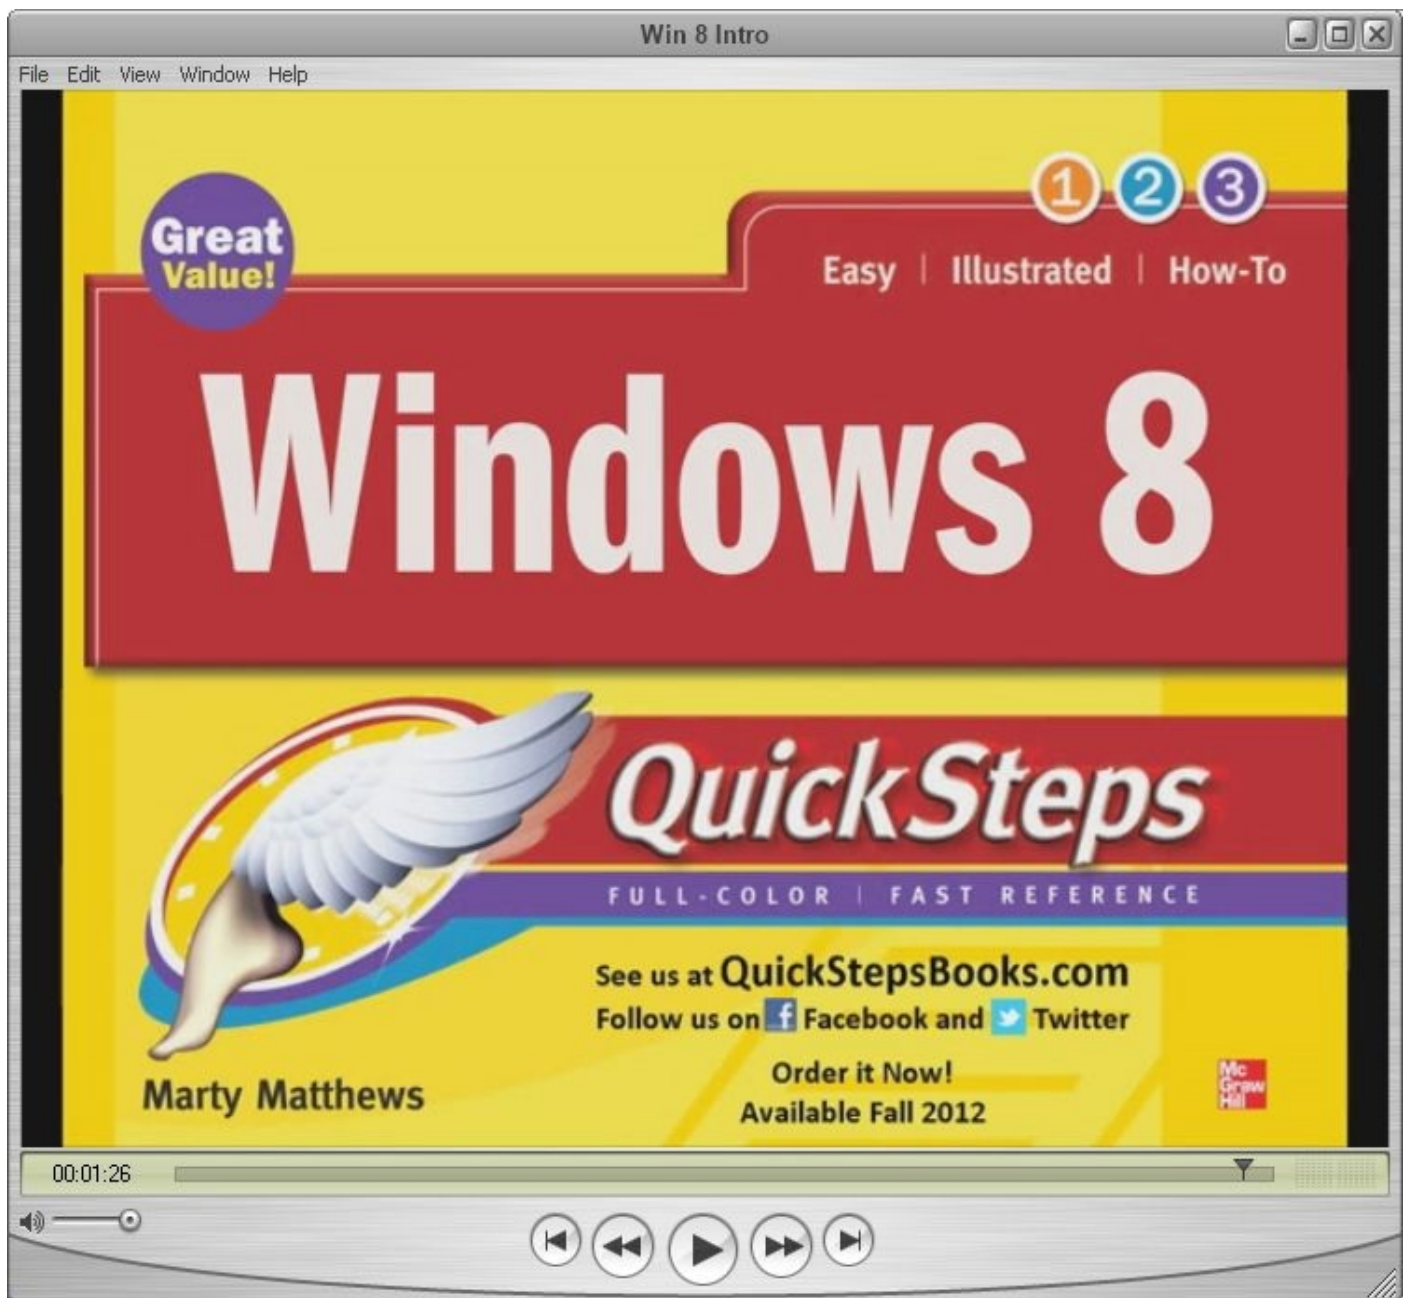 Win 8 Intro
File Edit View Window Help
1 2 3
Great
Value!
Easy | Illustrated | How-To
Windows 8
QuickSteps
FULL-COLOR | FAST REFERENCE
See us at QuickStepsBooks.com
Follow us on f Facebook and Twitter
Order it Now!
Available Fall 2012
Marty Matthews
Mc
Graw
Hill
00:01:26